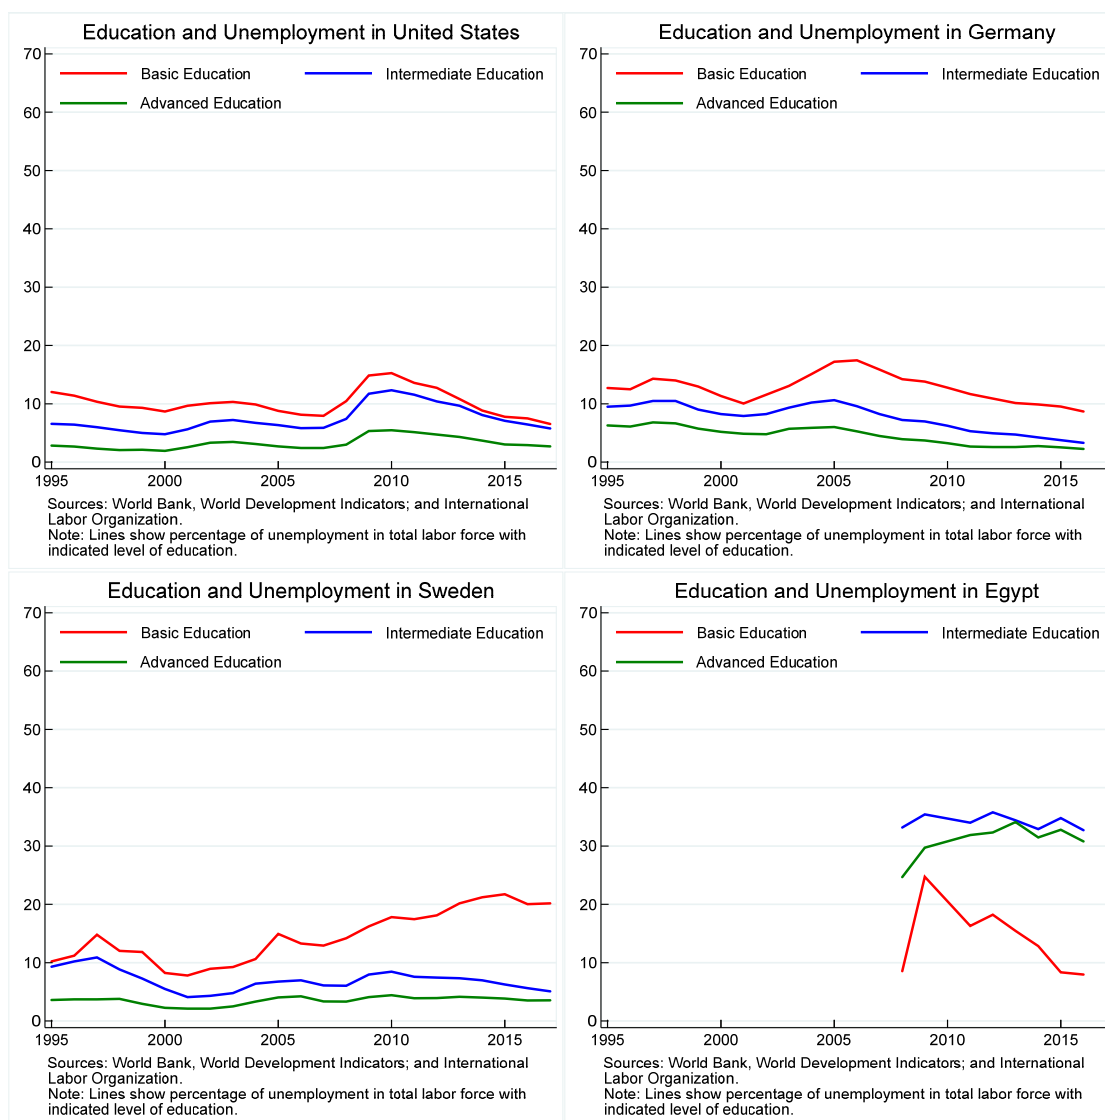 Education and Unemployment in United States
70
Basic Education
Intermediate Education
Advanced Education
60
50
40
30
20
10
0
1995 2000 2005 2010 2015
Sources: World Bank, World Development Indicators; and International
Labor Organization.
Note: Lines show percentage of unemployment in total labor force with
indicated level of education.
Education and Unemployment in Germany
70
Basic Education
Intermediate Education
Advanced Education
60
50
40
30
20
10
0
1995 2000 2005 2010 2015
Sources: World Bank, World Development Indicators; and International
Labor Organization.
Note: Lines show percentage of unemployment in total labor force with
indicated level of education.
Education and Unemployment in Sweden
70
Basic Education
Intermediate Education
Advanced Education
60
50
40
30
20
10
0
1995 2000 2005 2010 2015
Sources: World Bank, World Development Indicators; and International
Labor Organization.
Note: Lines show percentage of unemployment in total labor force with
indicated level of education.
Education and Unemployment in Egypt
70
Basic Education
Intermediate Education
Advanced Education
60
50
40
30
20
10
0
1995 2000 2005 2010 2015
Sources: World Bank, World Development Indicators; and International
Labor Organization.
Note: Lines show percentage of unemployment in total labor force with
indicated level of education.